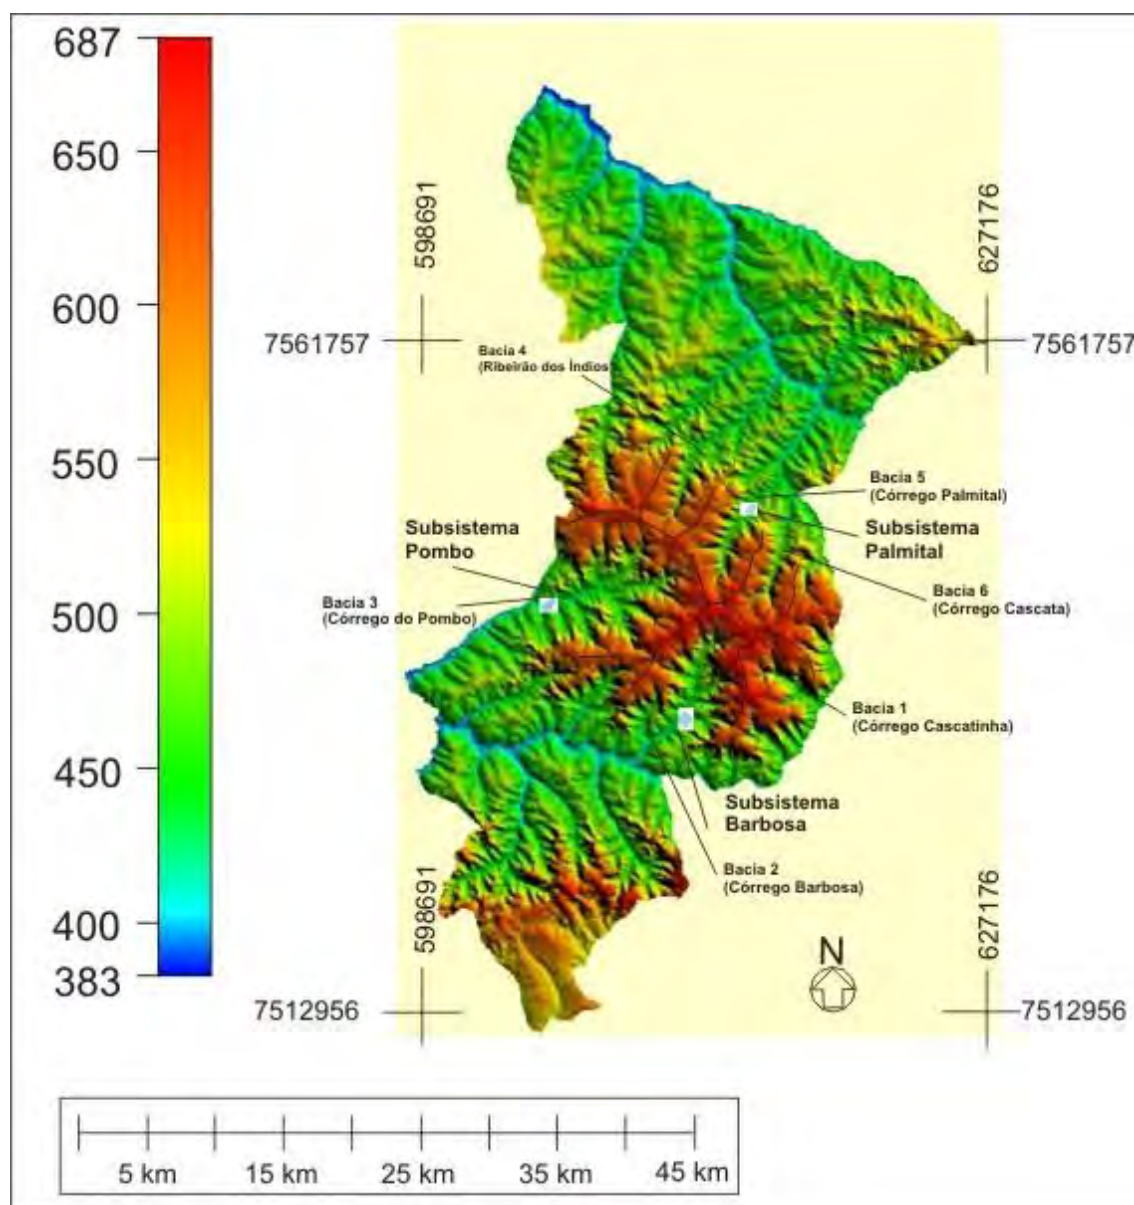 687
650
600
550
500
450
400
383
598691
627176
7561757
7561757
Bacia 4
(Ribeirão dos Índios
Bacia 5
(Córrego Palmital)
Subsistema
Pombo
Subsistema
Palmital
Bacia 6
(Córrego Cascata)
Bacia 3
(Córrego do Pombo)
Bacia 1
(Córrego Cascatinha)
Subsistema
Barbosa
Bacia 2
(Córrego Barbosa)
598691
627176
N
7512956
7512956
5 km
15 km
25 km
35 km
45 km